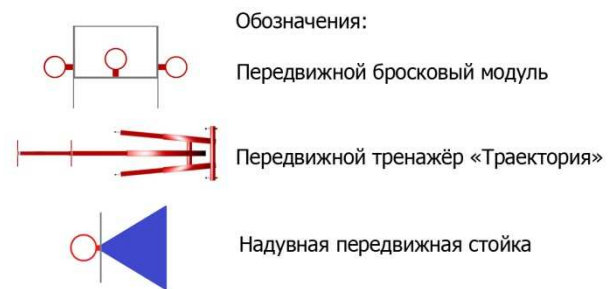 Обозначения:
Передвижной бросковый модуль
Передвижной тренажёр «Траектория»
Надувная передвижная стойка